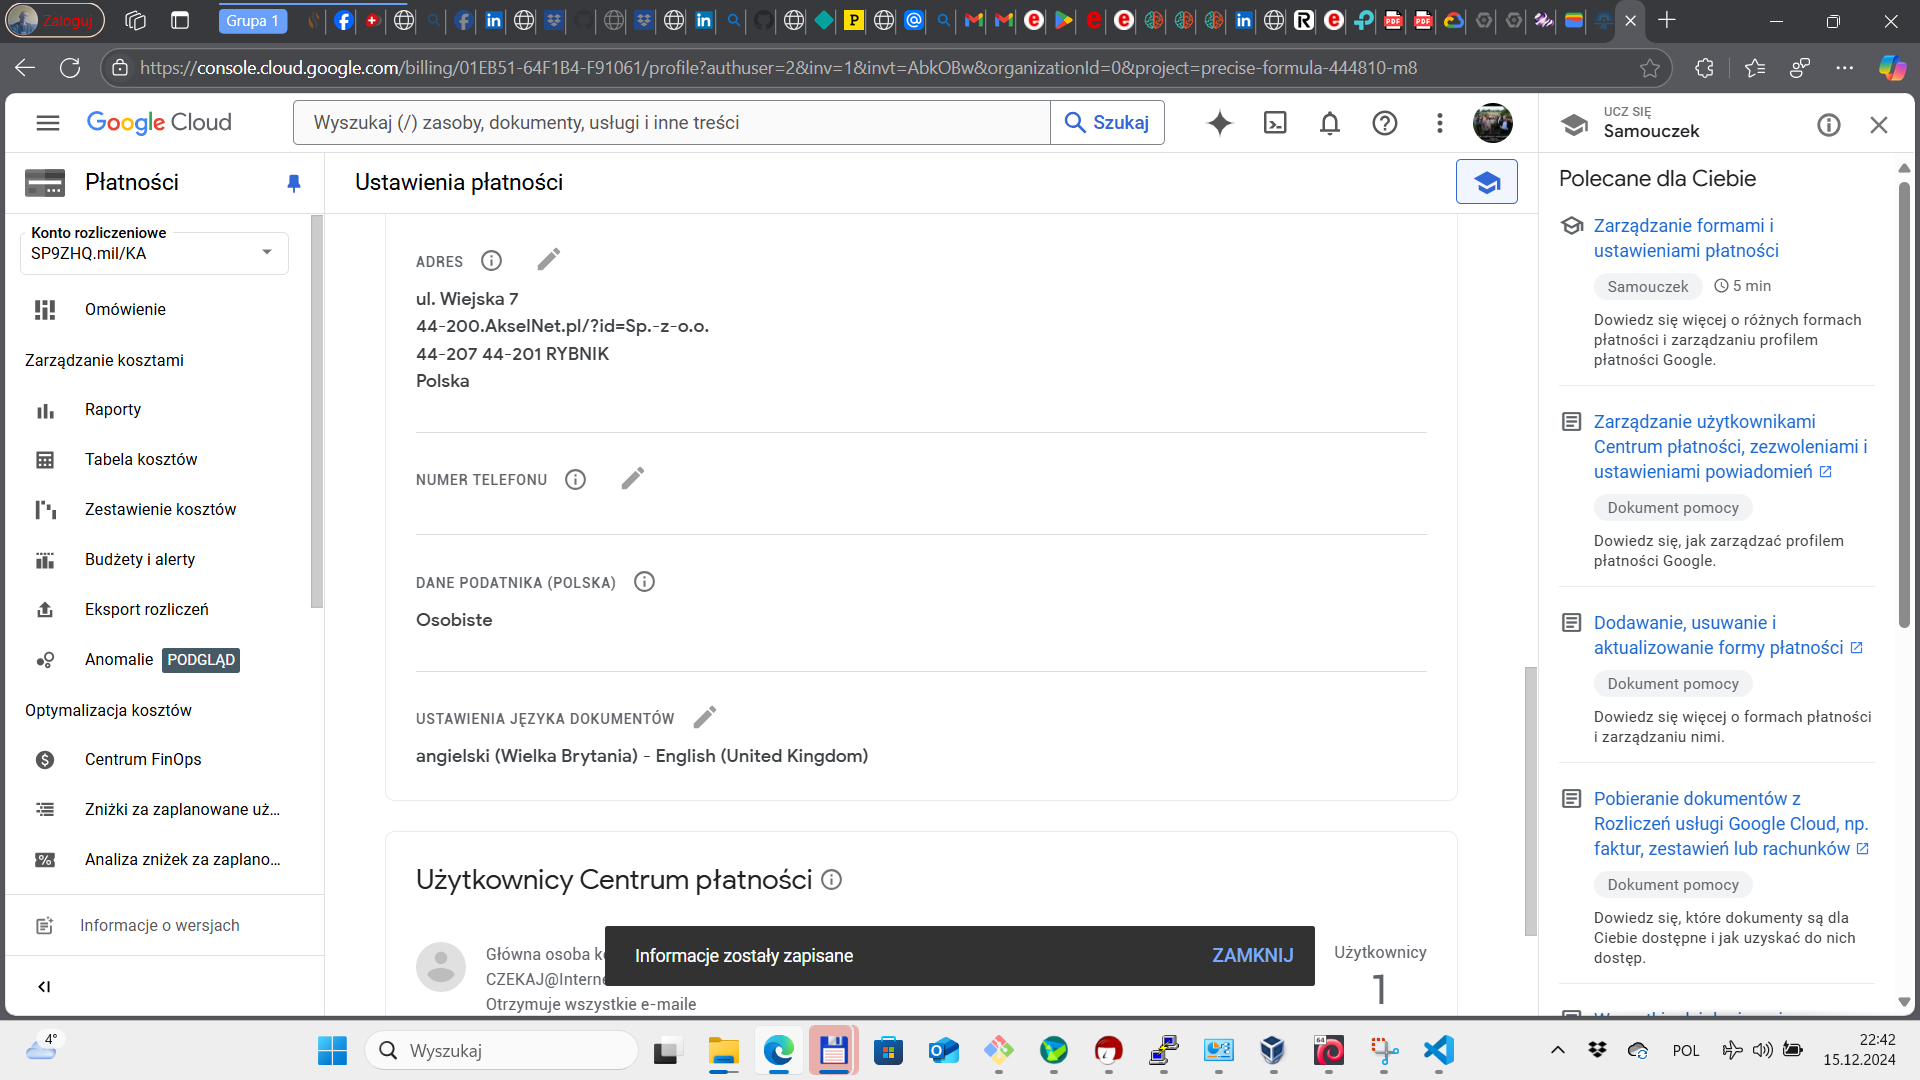 Zaloguj
Grupa 1
https://console.cloud.google.com/billing/01EB51-64F1B4-F91061/profile?authuser=2&inv=1&invt=AbkOBw&organizationId=0&project=precise-formula-444810-m8
Google Cloud
Wyszukaj (/) zasoby, dokumenty, usługi i inne treści
Szukaj
UCZ SIĘ
Samouczek
Płatności
Konto rozliczeniowe
SP9ZHQ.mil/KA
Omówienie
Zarządzanie kosztami
Raporty
Tabela kosztów
Zestawienie kosztów
Budżety i alerty
Eksport rozliczeń
Anomalie PODGLĄD
Optymalizacja kosztów
Centrum FinOps
Zniżki za zaplanowane uż...
Analiza zniżek za zaplano...
Informacje o wersjach
Ustawienia płatności
ADRES
ul. Wiejska 7
44-200.AkselNet.pl/?id=Sp.-z-o.o.
44-207 44-201 RYBNIK
Polska
NUMER TELEFONU
DANE PODATNIKA (POLSKA)
Osobiste
USTAWIENIA JĘZYKA DOKUMENTÓW
angielski (Wielka Brytania) - English (United Kingdom)
Użytkownicy Centrum płatności
Główna osoba k
CZEKAJ@Intern
Otrzymuje wszystkie e-maile
Użytkownicy
1
Informacje zostały zapisane
ZAMKNIJ
Polecane dla Ciebie
Zarządzanie formami i
ustawieniami płatności
Samouczek
5 min
Dowiedz się więcej o różnych formach
płatności i zarządzaniu profilem
płatności Google.
Zarządzanie użytkownikami
Centrum płatności, zezwoleniami i
ustawieniami powiadomień
Dokument pomocy
Dowiedz się, jak zarządzać profilem
płatności Google.
Dodawanie, usuwanie i
aktualizowanie formy płatności
Dokument pomocy
Dowiedz się więcej o formach płatności
i zarządzaniu nimi.
Pobieranie dokumentów z
Rozliczeń usługi Google Cloud, np.
faktur, zestawień lub rachunków
Dokument pomocy
Dowiedz się, które dokumenty są dla
Ciebie dostępne i jak uzyskać do nich
dostęp.
4°
Wyszukaj
POL
22:42
15.12.2024